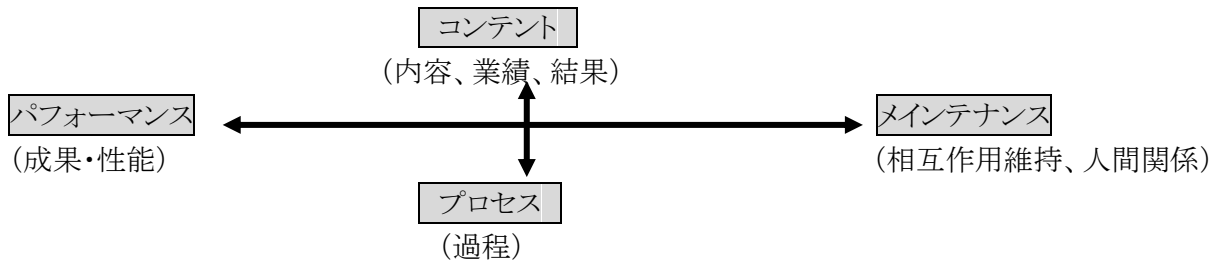 コンテント
(内容、業績、結果)
パフォーマンス
メインテナンス
(成果・性能)
(相互作用維持、人間関係)
プロセス
(過程)